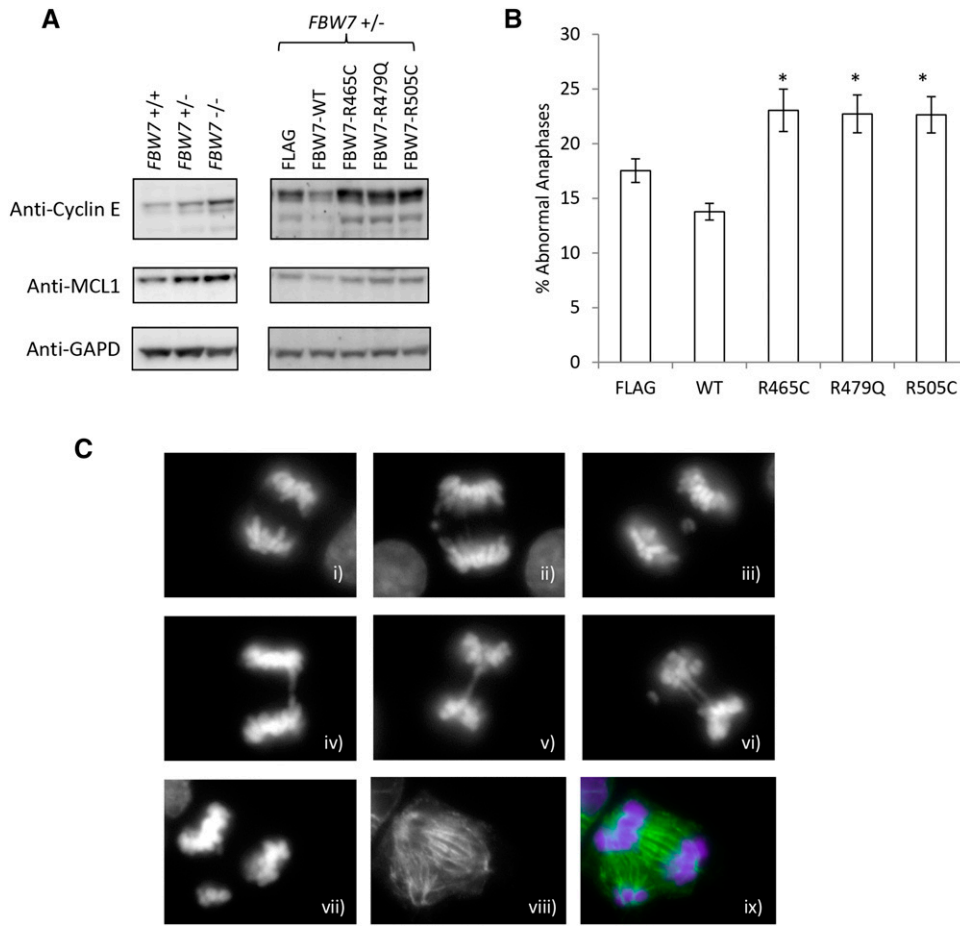 A
FBW7 +/-
FBW7 +/+
FBW7 +/-
FBW7 -/-
FLAG
FBW7-WT
FBW7-R465C
FBW7-R479Q
FBW7-R505C
Anti-Cyclin E
Anti-MCL1
Anti-GAPD
B
% Abnormal Anaphases
30
25
20
15
10
5
0
* * *
FLAG WT R465C R479Q R505C
C
i) ii) iii)
iv) v) vi)
vii) viii) ix)